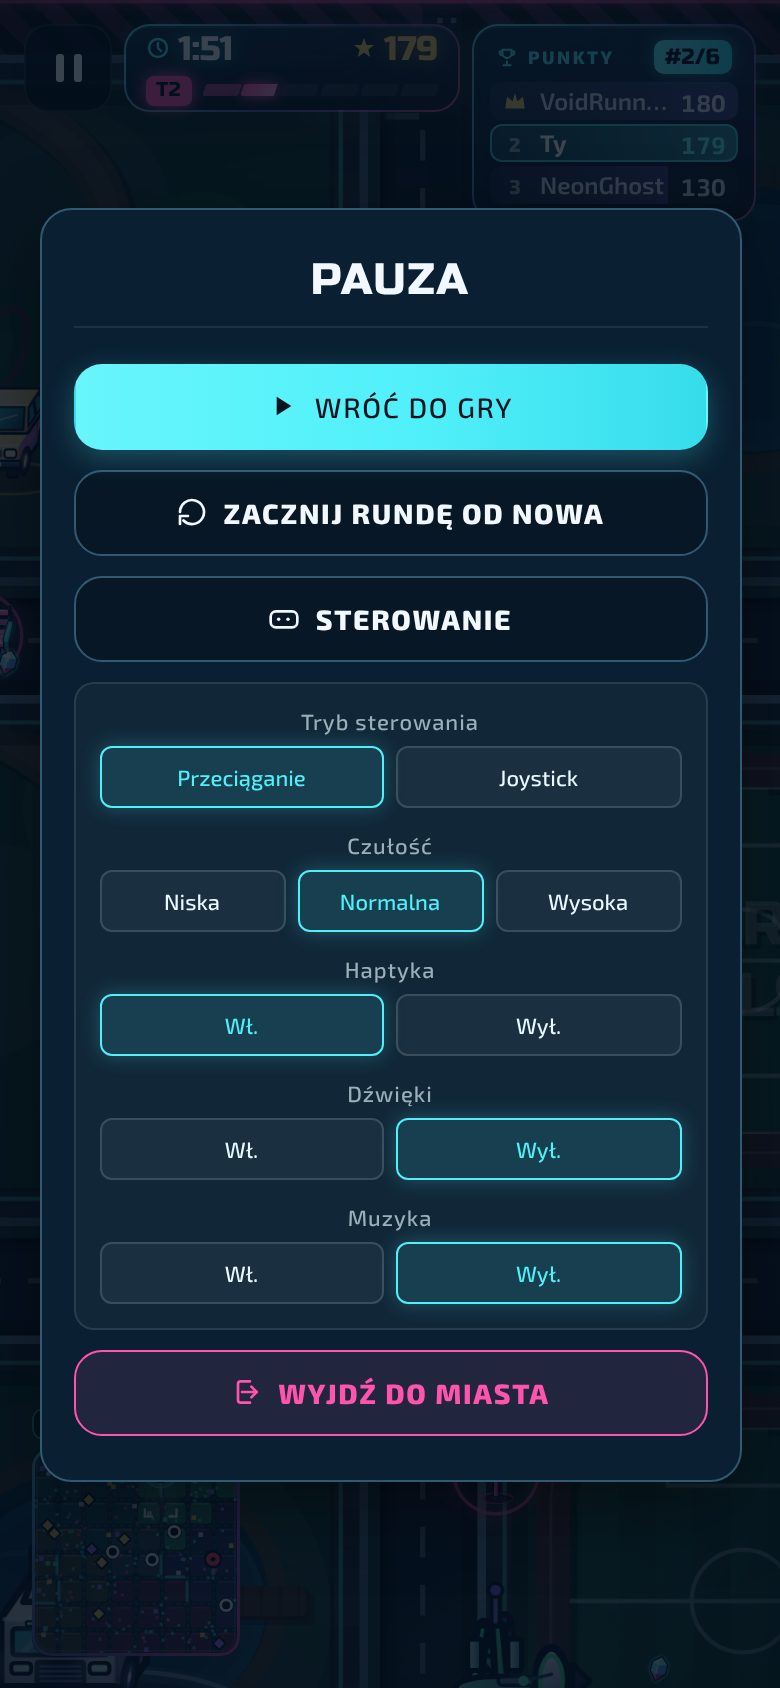 1:51
179
T2
PUNKTY
#2/6
VoidRunn... 180
2 Ty 179
3 NeonGhost 130
PAUZA
WRÓĆ DO GRY
ZACZNIJ RUNDĘ OD NOWA
STEROWANIE
Tryb sterowania
Przeciąganie
Joystick
Czułość
Niska
Normalna
Wysoka
Haptyka
Wł.
Wył.
Dźwięki
Wł.
Wył.
Muzyka
Wł.
Wył.
WYJDŹ DO MIASTA